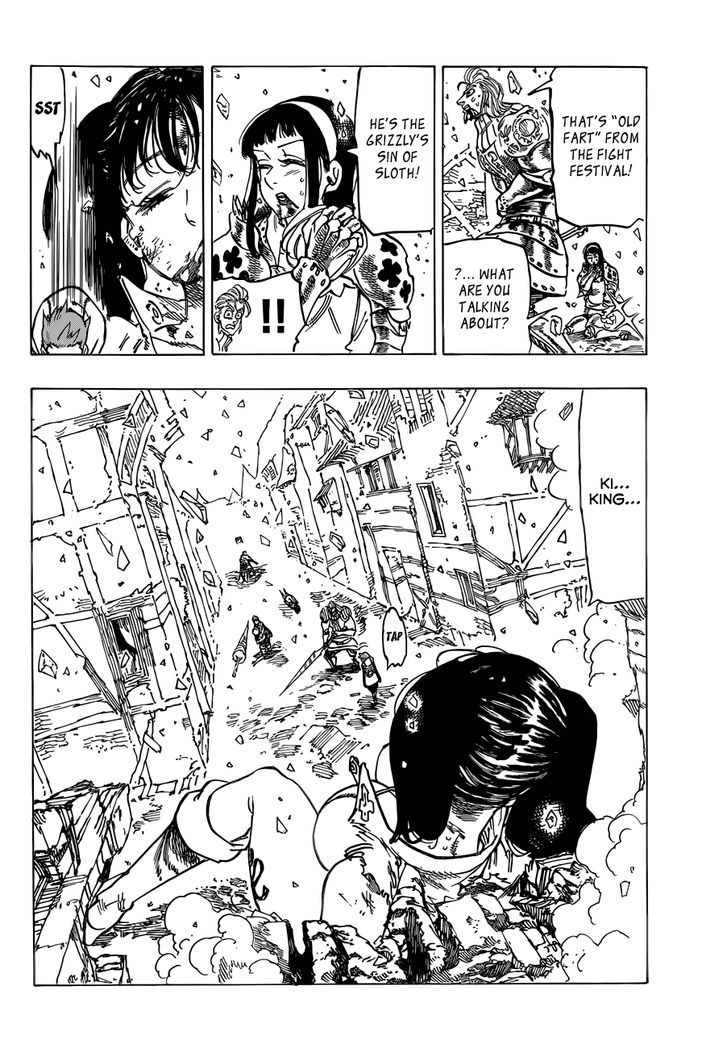 THAT'S "OLD
FART" FROM
THE FIGHT
FESTIVAL!
?... WHAT
ARE YOU
TALKING
ABOUT?
HE'S THE
GRIZZLY'S
SIN OF
SLOTH!
!!
SST
KI...
KING...
TAP